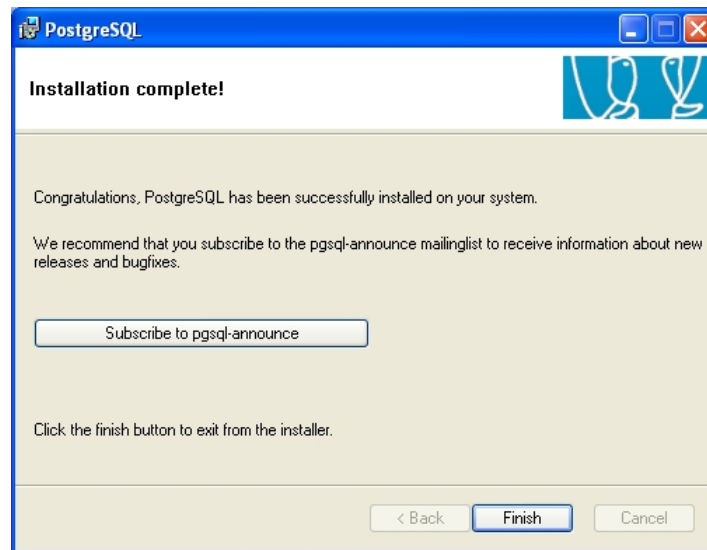 PostgreSQL
Installation complete!
Congratulations, PostgreSQL has been successfully installed on your system.
We recommend that you subscribe to the pgsql-announce mailinglist to receive information about new
releases and bugfixes.
Subscribe to pgsql-announce
Click the finish button to exit from the installer.
< Back Finish Cancel